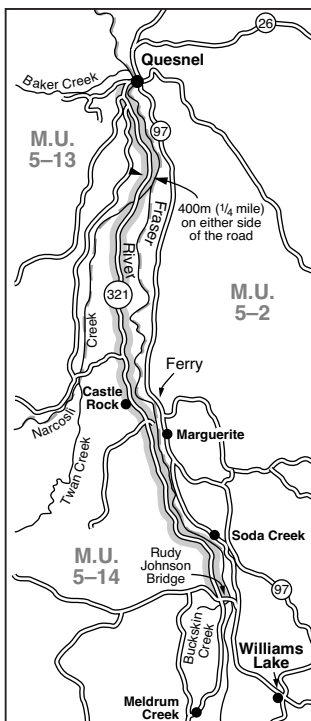 26
Quesnel
Baker Creek
M.U.
5–13
97
Fraser
River
400m (1/4 mile)
on either side
of the road
321
M.U.
5–2
Creek
Narcosli
Ferry
Castle
Rock
Marguerite
Twan Creek
M.U.
5–14
Soda Creek
Rudy
Johnson
Bridge
97
Buckskin
Creek
Williams
Lake
Meldrum
Creek